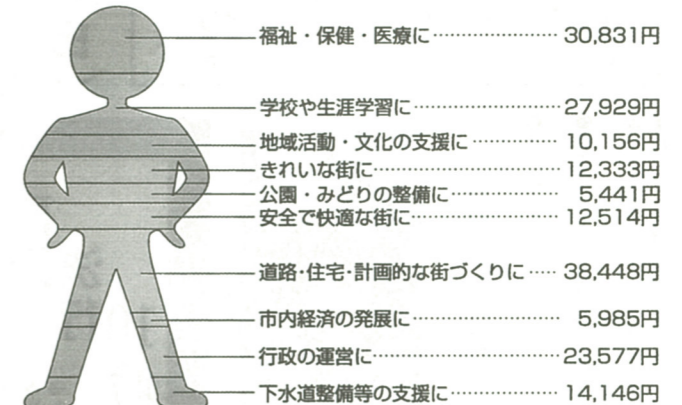 福祉・保健・医療に………………… 30,831円
学校や生涯学習に……………………27,929円
地域活動・文化の支援に…………… 10,156円
きれいな街に…………………………12,333円
公園・みどりの整備に……………… 5,441円
安全で快適な街に……………………12,514円
道路・住宅・計画的な街づくりに…… 38,448円
市内経済の発展に…………………… 5,985円
行政の運営に…………………………23,577円
下水道整備等の支援に……………… 14,146円